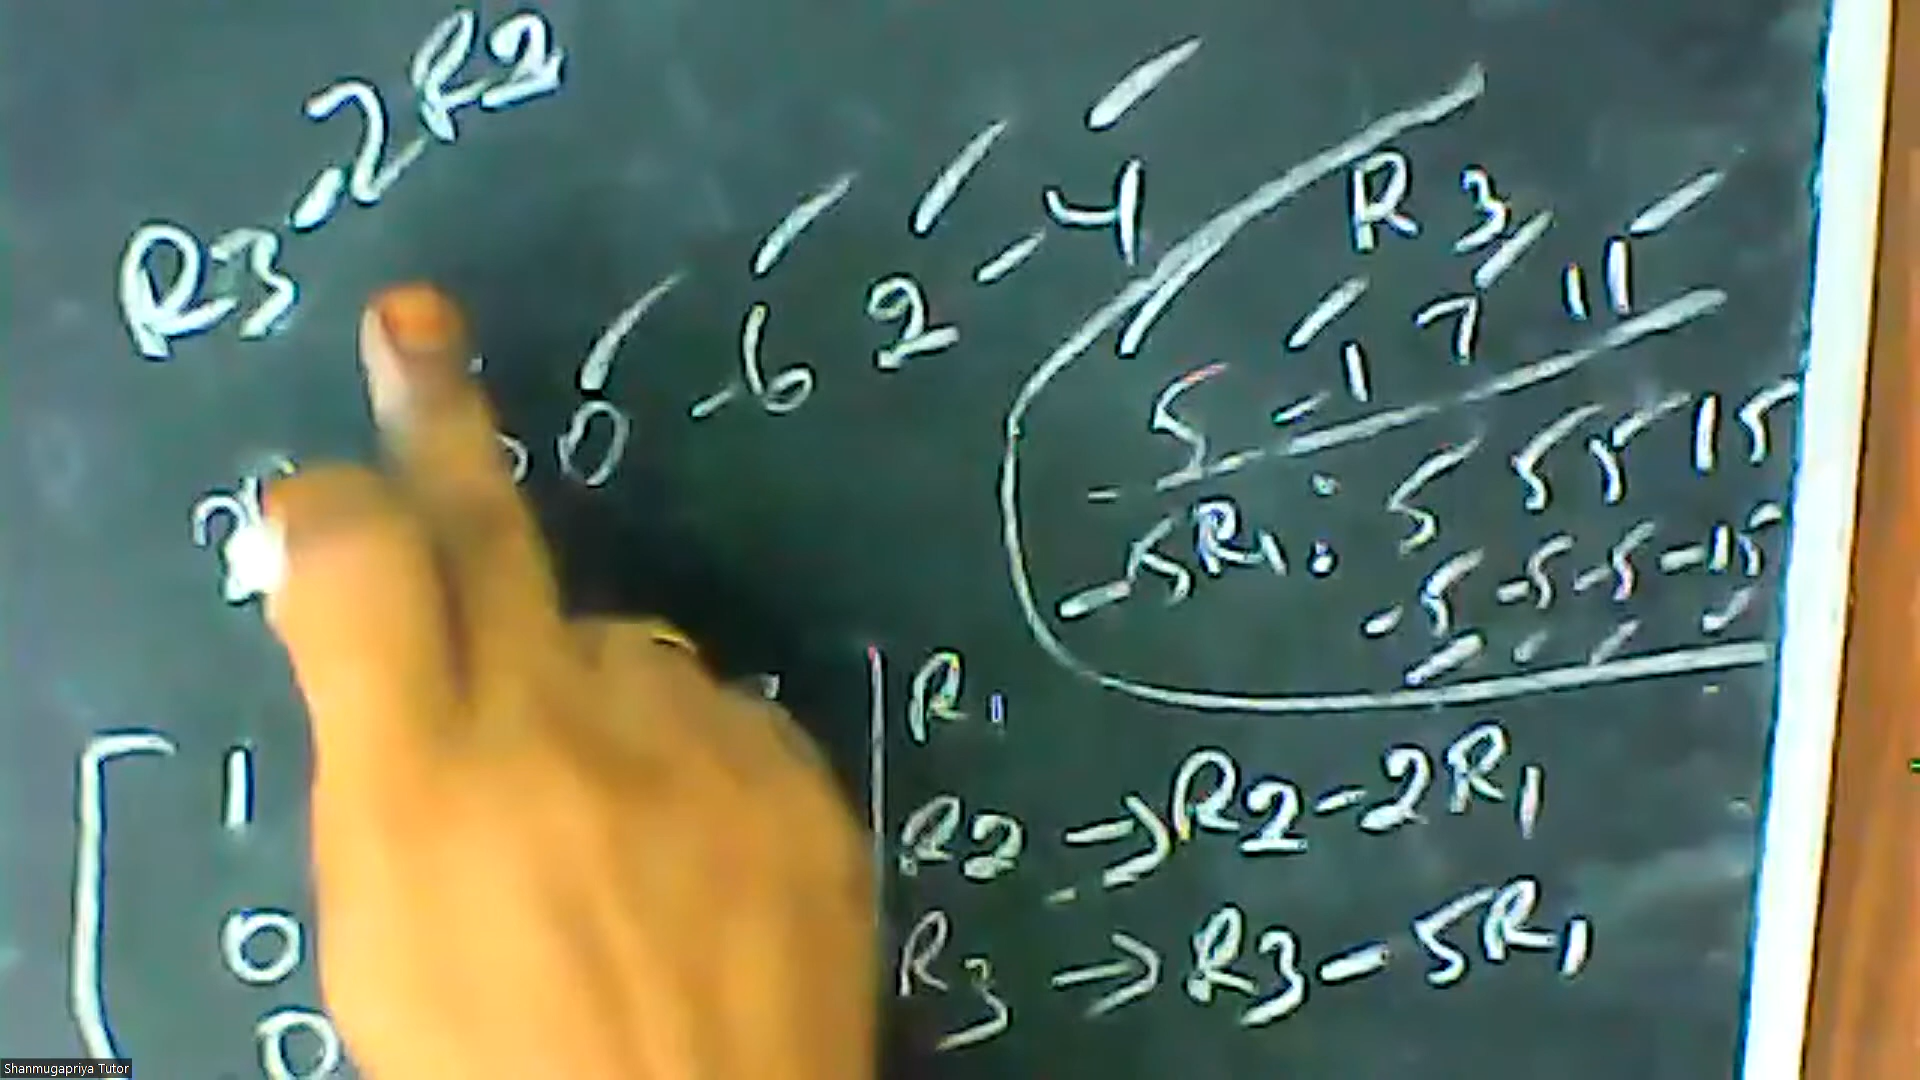 R3-2R2
0 -6 2 -4
R3
5 -1 7 11
-5R1: 5 5 5 15
-5 -5 -5 -15
1
R1
0
R2 → R2-2R1
0
R3 → R3-5R1
Shanmugapriya Tutor